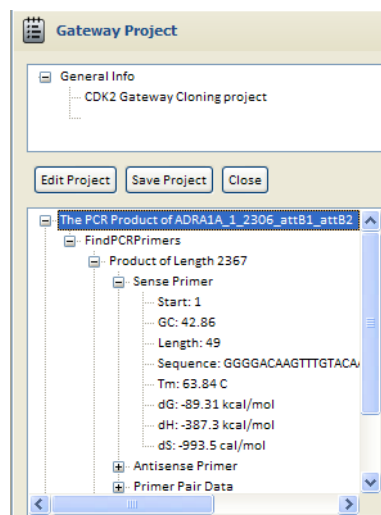 Gateway Project
General Info
CDK2 Gateway Cloning project
Edit Project Save Project Close
The PCR Product of ADRA1A_1_2306_attB1_attB2
FindPCRPrimers
Product of Length 2367
Sense Primer
Start: 1
GC: 42.86
Length: 49
Sequence: GGGGACAAGTTTGTACAA
Tm: 63.84 C
dG: -89.31 kcal/mol
dH: -387.3 kcal/mol
dS: -993.5 cal/mol
Antisense Primer
Primer Pair Data